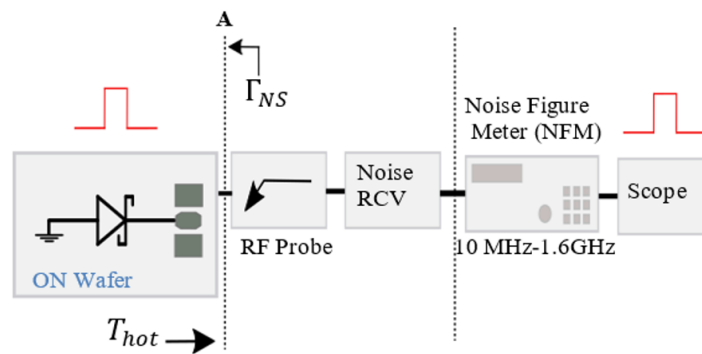 A
Γ_NS
Noise Figure
Meter (NFM)
Noise
RCV
Scope
RF Probe
10 MHz-1.6GHz
ON Wafer
T_hot